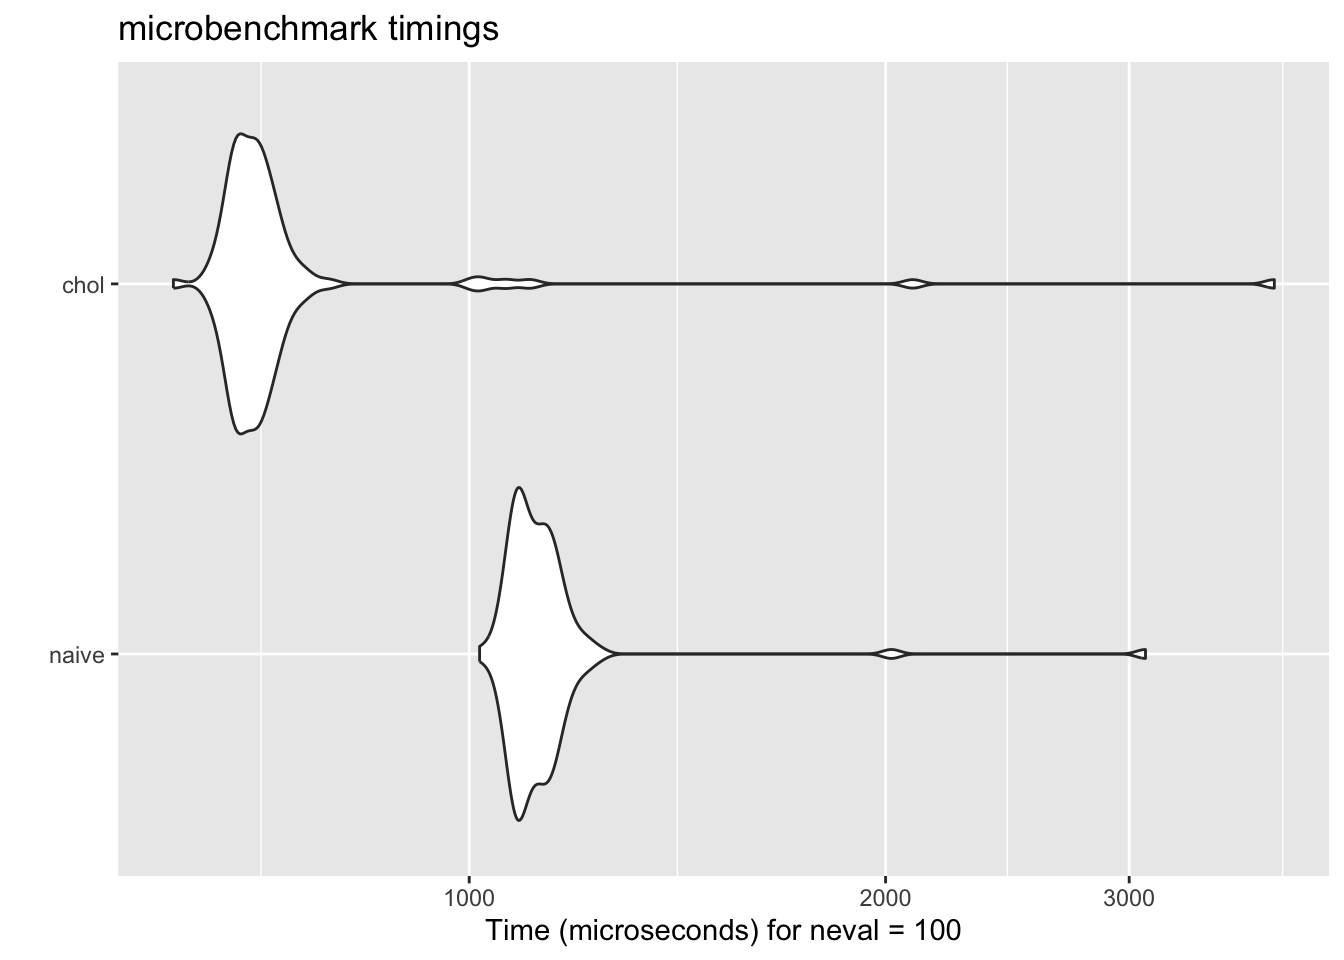 microbenchmark timings
chol
naive
1000 2000 3000
Time (microseconds) for neval = 100